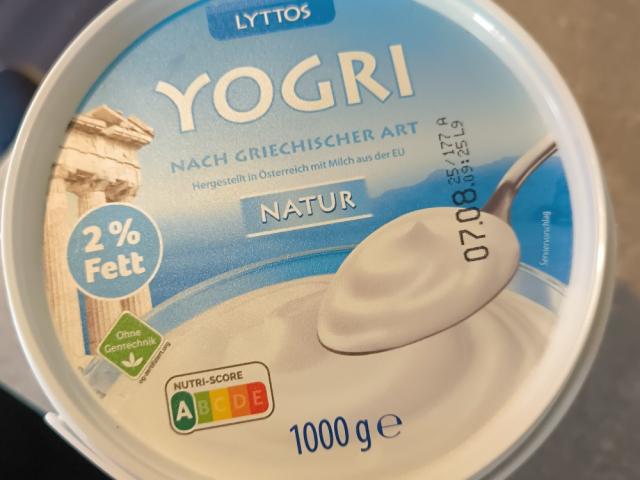 LYTTOS
YOGRI
NACH GRIECHISCHER ART
Hergestellt in Österreich mit Milch aus der EU
NATUR
2 %
Fett
07.08.25/177 A
09:25 L9
Serviervorschlag
Ohne
Gentechnik
NUTRI-SCORE
A B C D E
1000 g e